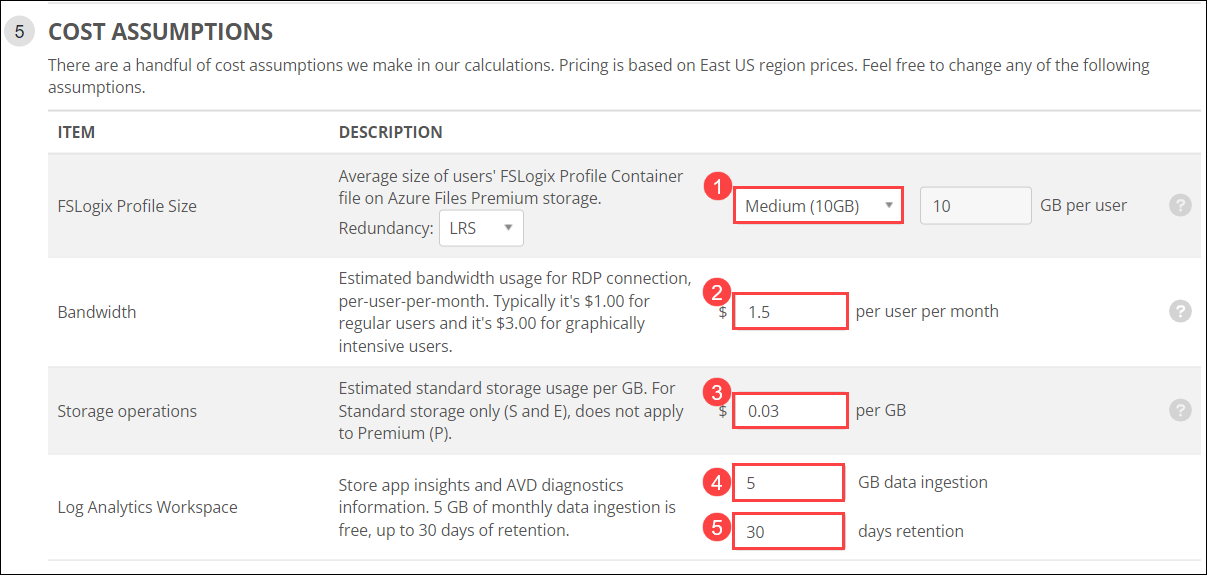 5 COST ASSUMPTIONS
There are a handful of cost assumptions we make in our calculations. Pricing is based on East US region prices. Feel free to change any of the following
assumptions.
ITEM DESCRIPTION
FSLogix Profile Size
Average size of users' FSLogix Profile Container
file on Azure Files Premium storage.
Redundancy: LRS
1 Medium (10GB) 10 GB per user ?
Bandwidth
Estimated bandwidth usage for RDP connection,
per-user-per-month. Typically it's $1.00 for
regular users and it's $3.00 for graphically
intensive users.
2 $ 1.5 per user per month ?
Storage operations
Estimated standard storage usage per GB. For
Standard storage only (S and E), does not apply
to Premium (P).
3 $ 0.03 per GB ?
Log Analytics Workspace
Store app insights and AVD diagnostics
information. 5 GB of monthly data ingestion is
free, up to 30 days of retention.
4 5 GB data ingestion
5 30 days retention